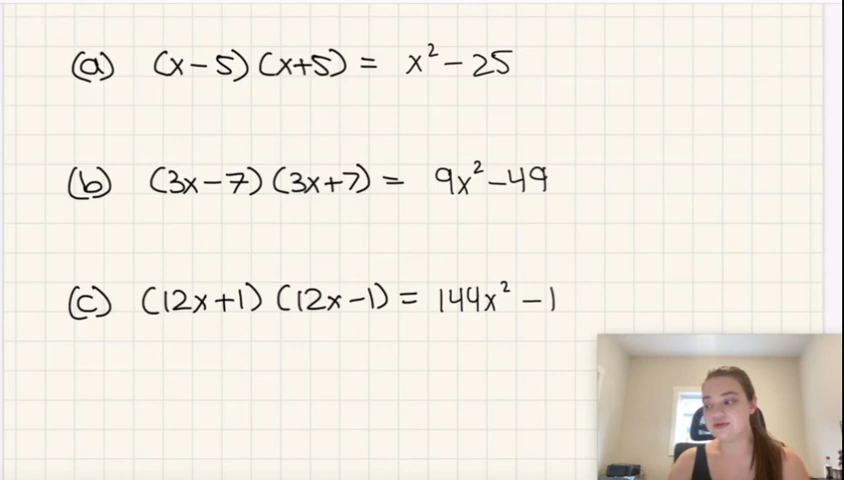 (a) (x-5)(x+5) = x² - 25
(b) (3x-7)(3x+7) = 9x² - 49
(c) (12x+1)(12x-1) = 144x² - 1